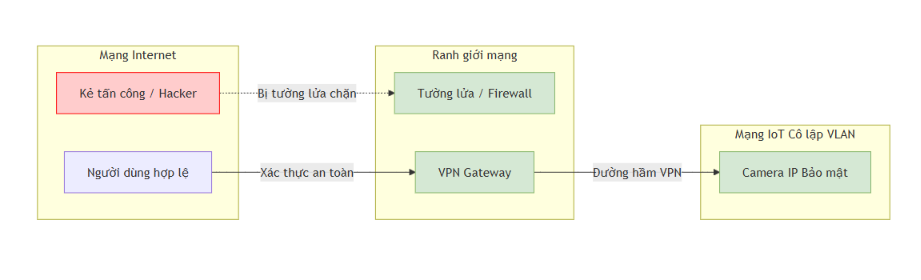 Mạng Internet
Kẻ tấn công / Hacker
Người dùng hợp lệ
Bị tường lửa chặn
Xác thực an toàn
Ranh giới mạng
Tường lửa / Firewall
VPN Gateway
Đường hầm VPN
Mạng IoT Cô lập VLAN
Camera IP Bảo mật